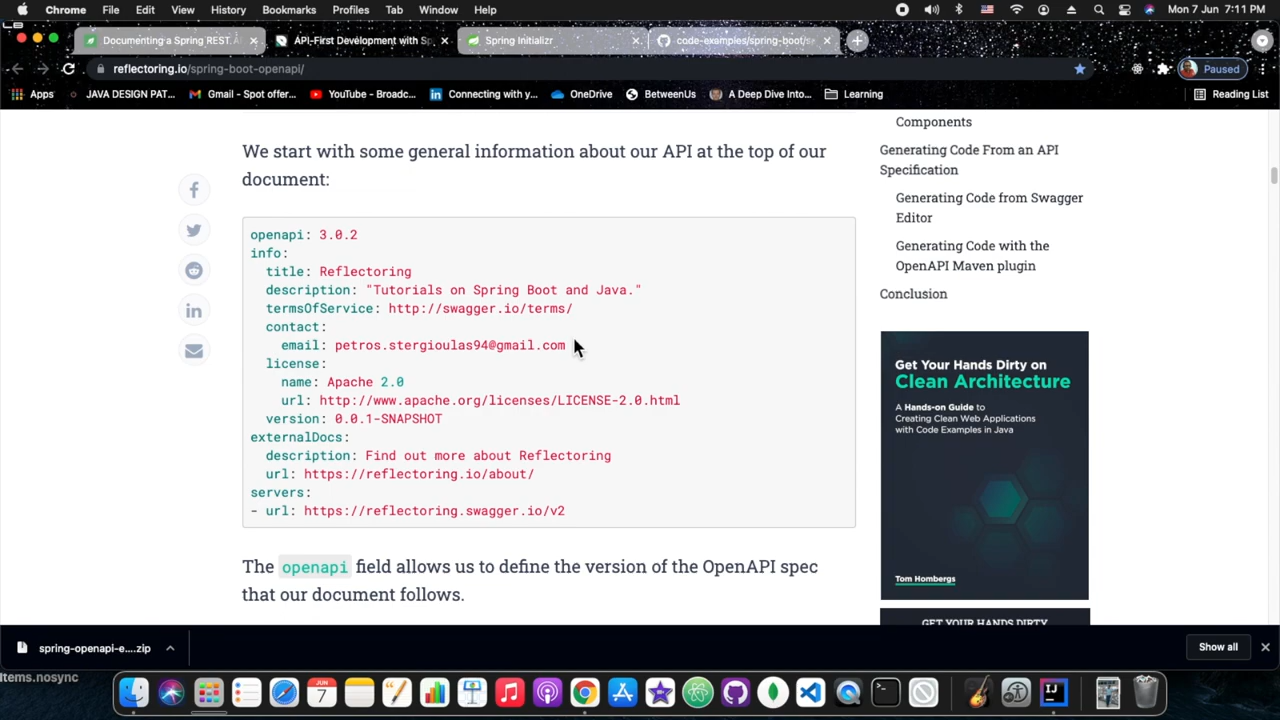 Chrome File Edit View History Bookmarks Profiles Tab Window Help Mon 7 Jun 7:11 PM
Documenting a Spring REST A API-First Development with Sp Spring Initializr code-examples/spring-boot/s
reflectoring.io/spring-boot-openapi/ Paused
Apps JAVA DESIGN PAT... Gmail - Spot offer... YouTube - Broadc... Connecting with y... OneDrive BetweenUs A Deep Dive Into... Learning Reading List
We start with some general information about our API at the top of our
document:
openapi: 3.0.2
info:
title: Reflectoring
description: "Tutorials on Spring Boot and Java."
termsOfService: http://swagger.io/terms/
contact:
email: petros.stergioulas94@gmail.com
license:
name: Apache 2.0
url: http://www.apache.org/licenses/LICENSE-2.0.html
version: 0.0.1-SNAPSHOT
externalDocs:
description: Find out more about Reflectoring
url: https://reflectoring.io/about/
servers:
- url: https://reflectoring.swagger.io/v2
The openapi field allows us to define the version of the OpenAPI spec
that our document follows.
Components
Generating Code From an API
Specification
Generating Code from Swagger
Editor
Generating Code with the
OpenAPI Maven plugin
Conclusion
Get Your Hands Dirty on
Clean Architecture
A Hands-on Guide to
Creating Clean Web Applications
with Code Examples in Java
Tom Hombergs
GET YOUR HANDS DIRTY
spring-openapi-e....zip Show all
Items.nosync
JUN
7
IJ